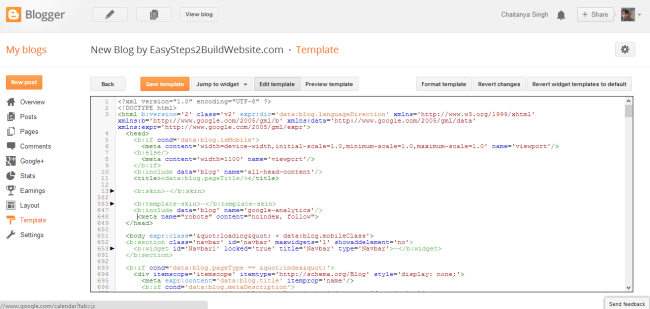 Blogger
View blog
Chaitanya Singh
+ Share
My blogs
New Blog by EasySteps2BuildWebsite.com · Template
New post
Back
Save template
Jump to widget
Edit template
Preview template
Format template
Revert changes
Revert widget templates to default
Overview
Posts
Pages
Comments
Google+
Stats
Earnings
Layout
Template
Settings
1 <?xml version="1.0" encoding="UTF-8" ?>
2 <!DOCTYPE html>
3 <html b:version='2' class='v2' expr:dir='data:blog.languageDirection' xmlns='http://www.w3.org/1999/xhtml'
xmlns:b='http://www.google.com/2005/gml/b' xmlns:data='http://www.google.com/2005/gml/data'
xmlns:expr='http://www.google.com/2005/gml/expr'>
4 <head>
5 <b:if cond='data:blog.isMobile'>
6 <meta content='width=device-width,initial-scale=1.0,minimum-scale=1.0,maximum-scale=1.0' name='viewport'/>
7 <b:else/>
8 <meta content='width=1100' name='viewport'/>
9 </b:if>
10 <b:include data='blog' name='all-head-content'/>
11 <title><data:blog.pageTitle/></title>
12
13 <b:skin>↔</b:skin>
582
583 <b:template-skin>↔</b:template-skin>
647 <b:include data='blog' name='google-analytics'/>
648 <meta name="robots" content="noindex, follow">
649 </head>
650
651 <body expr:class='&quot;loading&quot; + data:blog.mobileClass'>
652 <b:section class='navbar' id='navbar' maxwidgets='1' showaddelement='no'>
653 <b:widget id='Navbar1' locked='true' title='Navbar' type='Navbar'>↔</b:widget>
</b:section>
<b:if cond='data:blog.pageType == &quot;index&quot;'>
<div itemscope='itemscope' itemtype='http://schema.org/Blog' style='display: none;'>
<meta expr:content='data:blog.title' itemprop='name'/>
<b:if cond='data:blog.metaDescription'>
//www.google.com/calendar?tab=jc
Send feedback